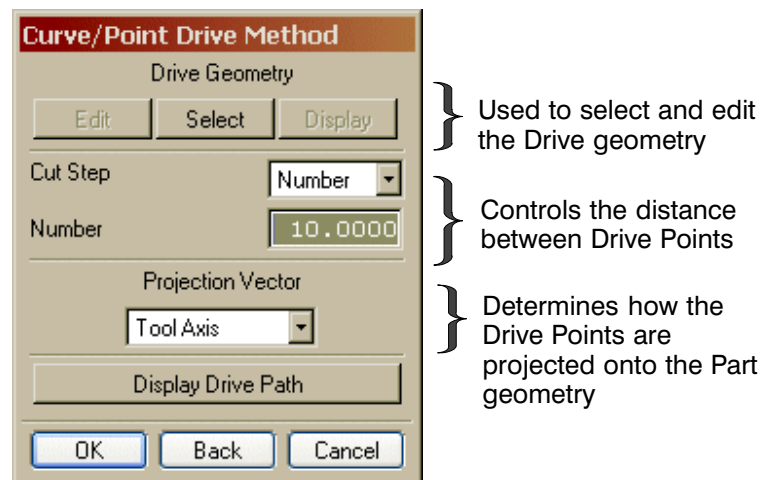 Curve/Point Drive Method
Drive Geometry
Edit Select Display
Used to select and edit
the Drive geometry
Cut Step Number
Number 10.0000
Controls the distance
between Drive Points
Projection Vector
Tool Axis
Determines how the
Drive Points are
projected onto the Part
geometry
Display Drive Path
OK Back Cancel